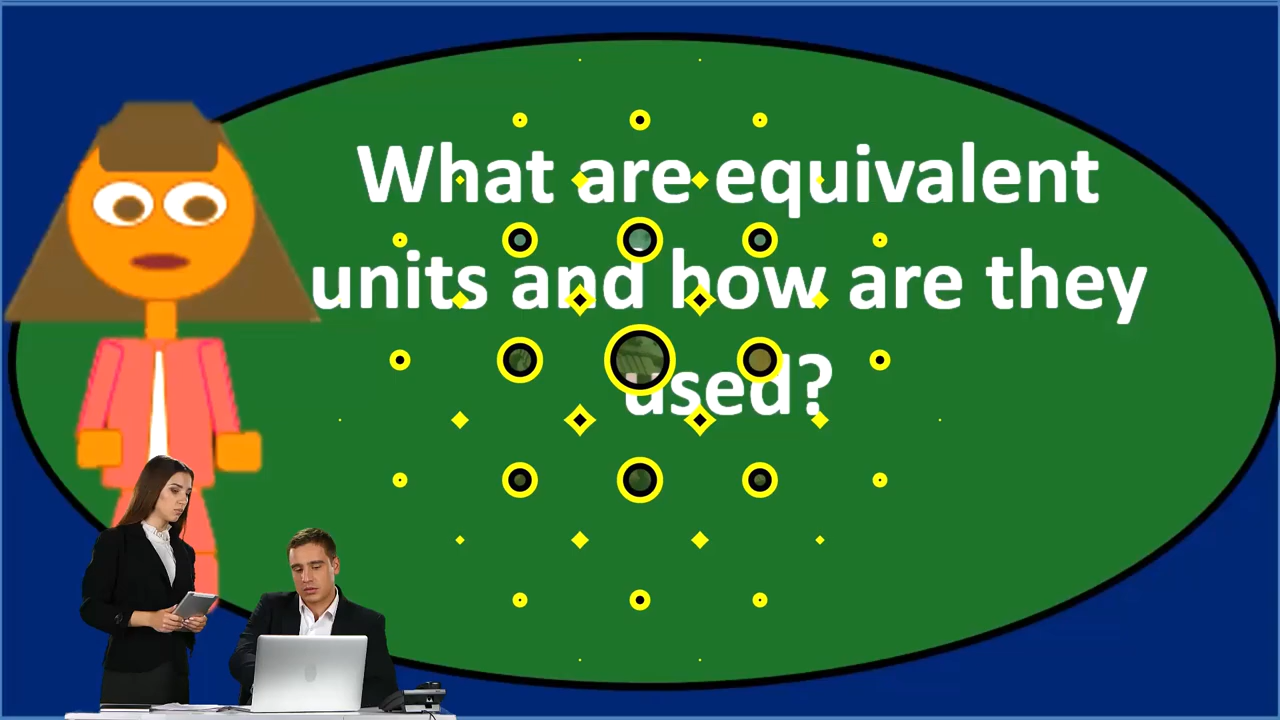 What are equivalent
units and how are they
used?